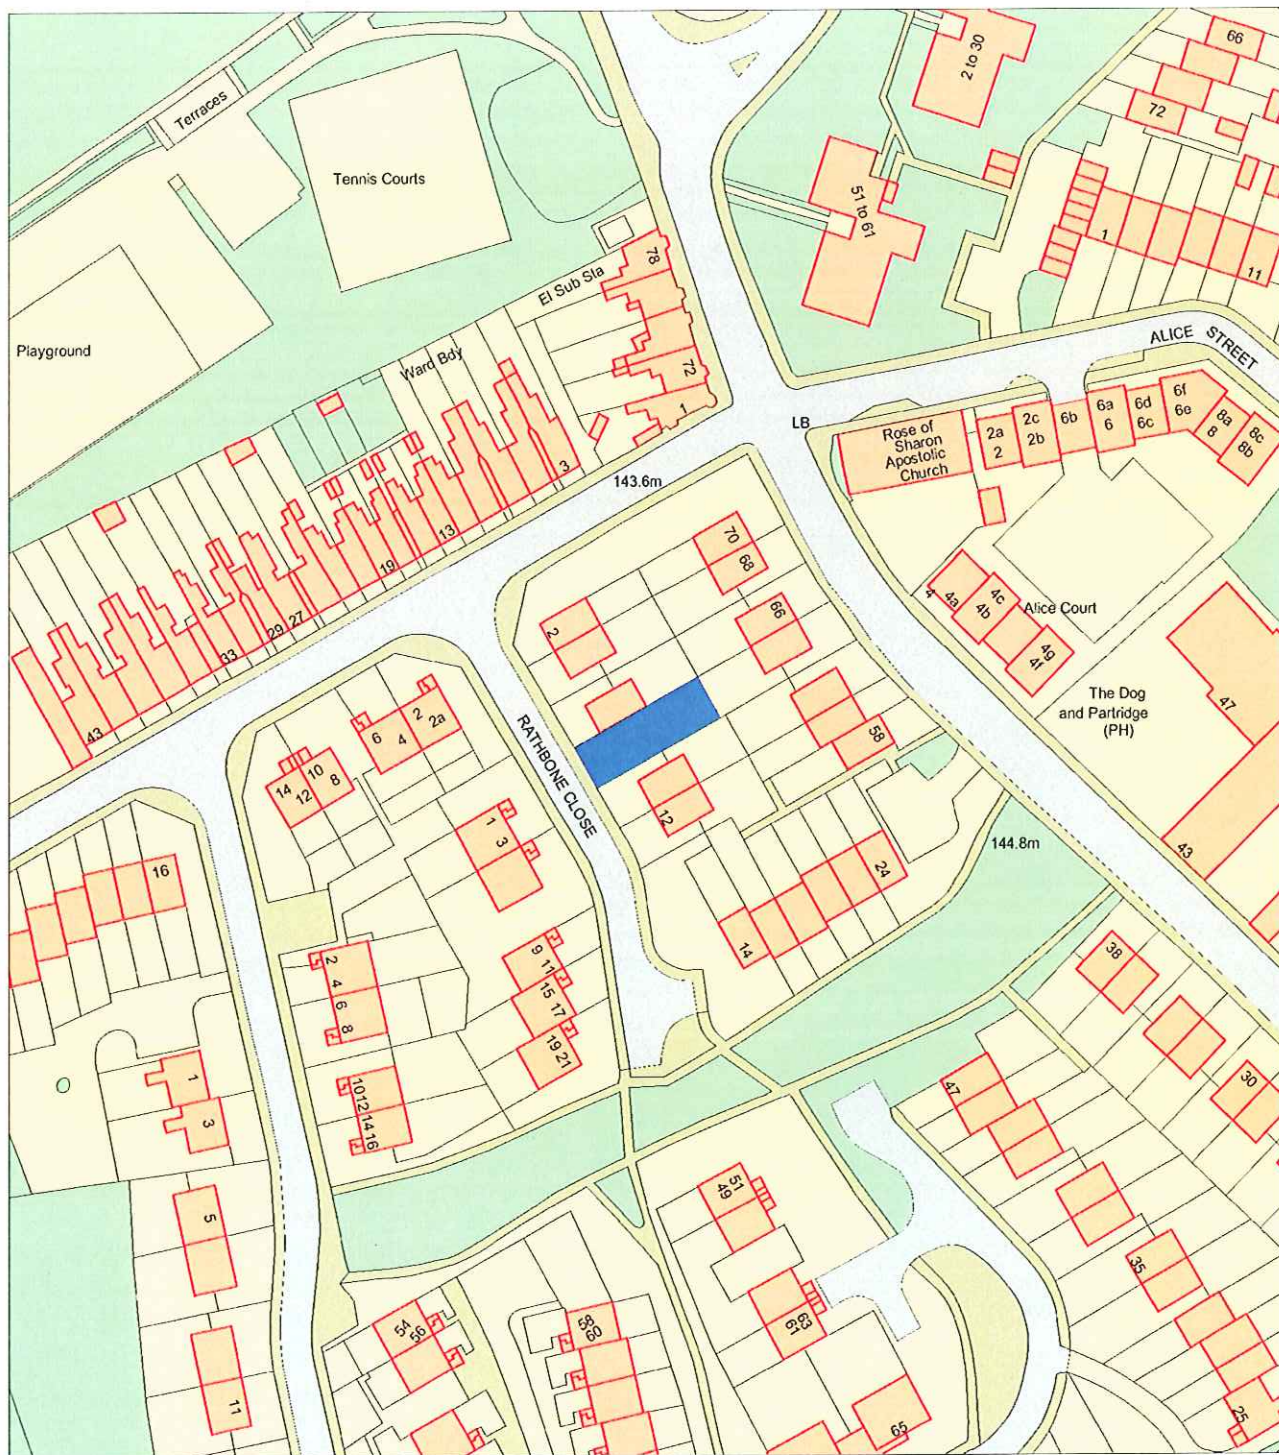 2 to 30
66
72
Terraces
Tennis Courts
51 to 61
1
11
78
El Sub Sta
Playground
Ward Bdy
72
1
ALICE STREET
LB
Rose of
Sharon
Apostolic
Church
2a
2
2c
2b
6b
6a
6
6d
6c
6f
6e
8a
8
8c
8b
3
143.6m
13
19
27
29
33
43
70
68
66
2
4
4a
4b
4c
Alice Court
4g
4f
The Dog
and Partridge
(PH)
47
43
58
RATHBONE CLOSE
12
2
2a
6
4
10
8
14
12
1
3
144.8m
24
14
16
2
4
6
8
9
11
15
17
19 21
38
30
47
1
3
10
12
14
16
5
11
51
49
63
61
65
35
25
54
56
58
60